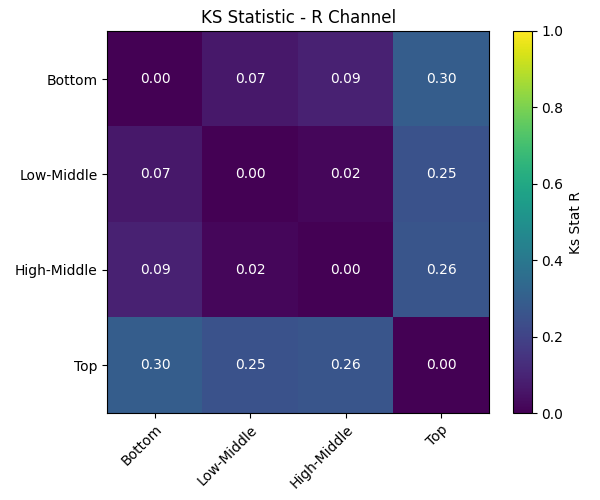 KS Statistic - R Channel
Bottom 0.00 0.07 0.09 0.30
Low-Middle 0.07 0.00 0.02 0.25
High-Middle 0.09 0.02 0.00 0.26
Top 0.30 0.25 0.26 0.00
Bottom Low-Middle High-Middle Top
1.0
0.8
0.6
0.4
0.2
0.0
Ks Stat R